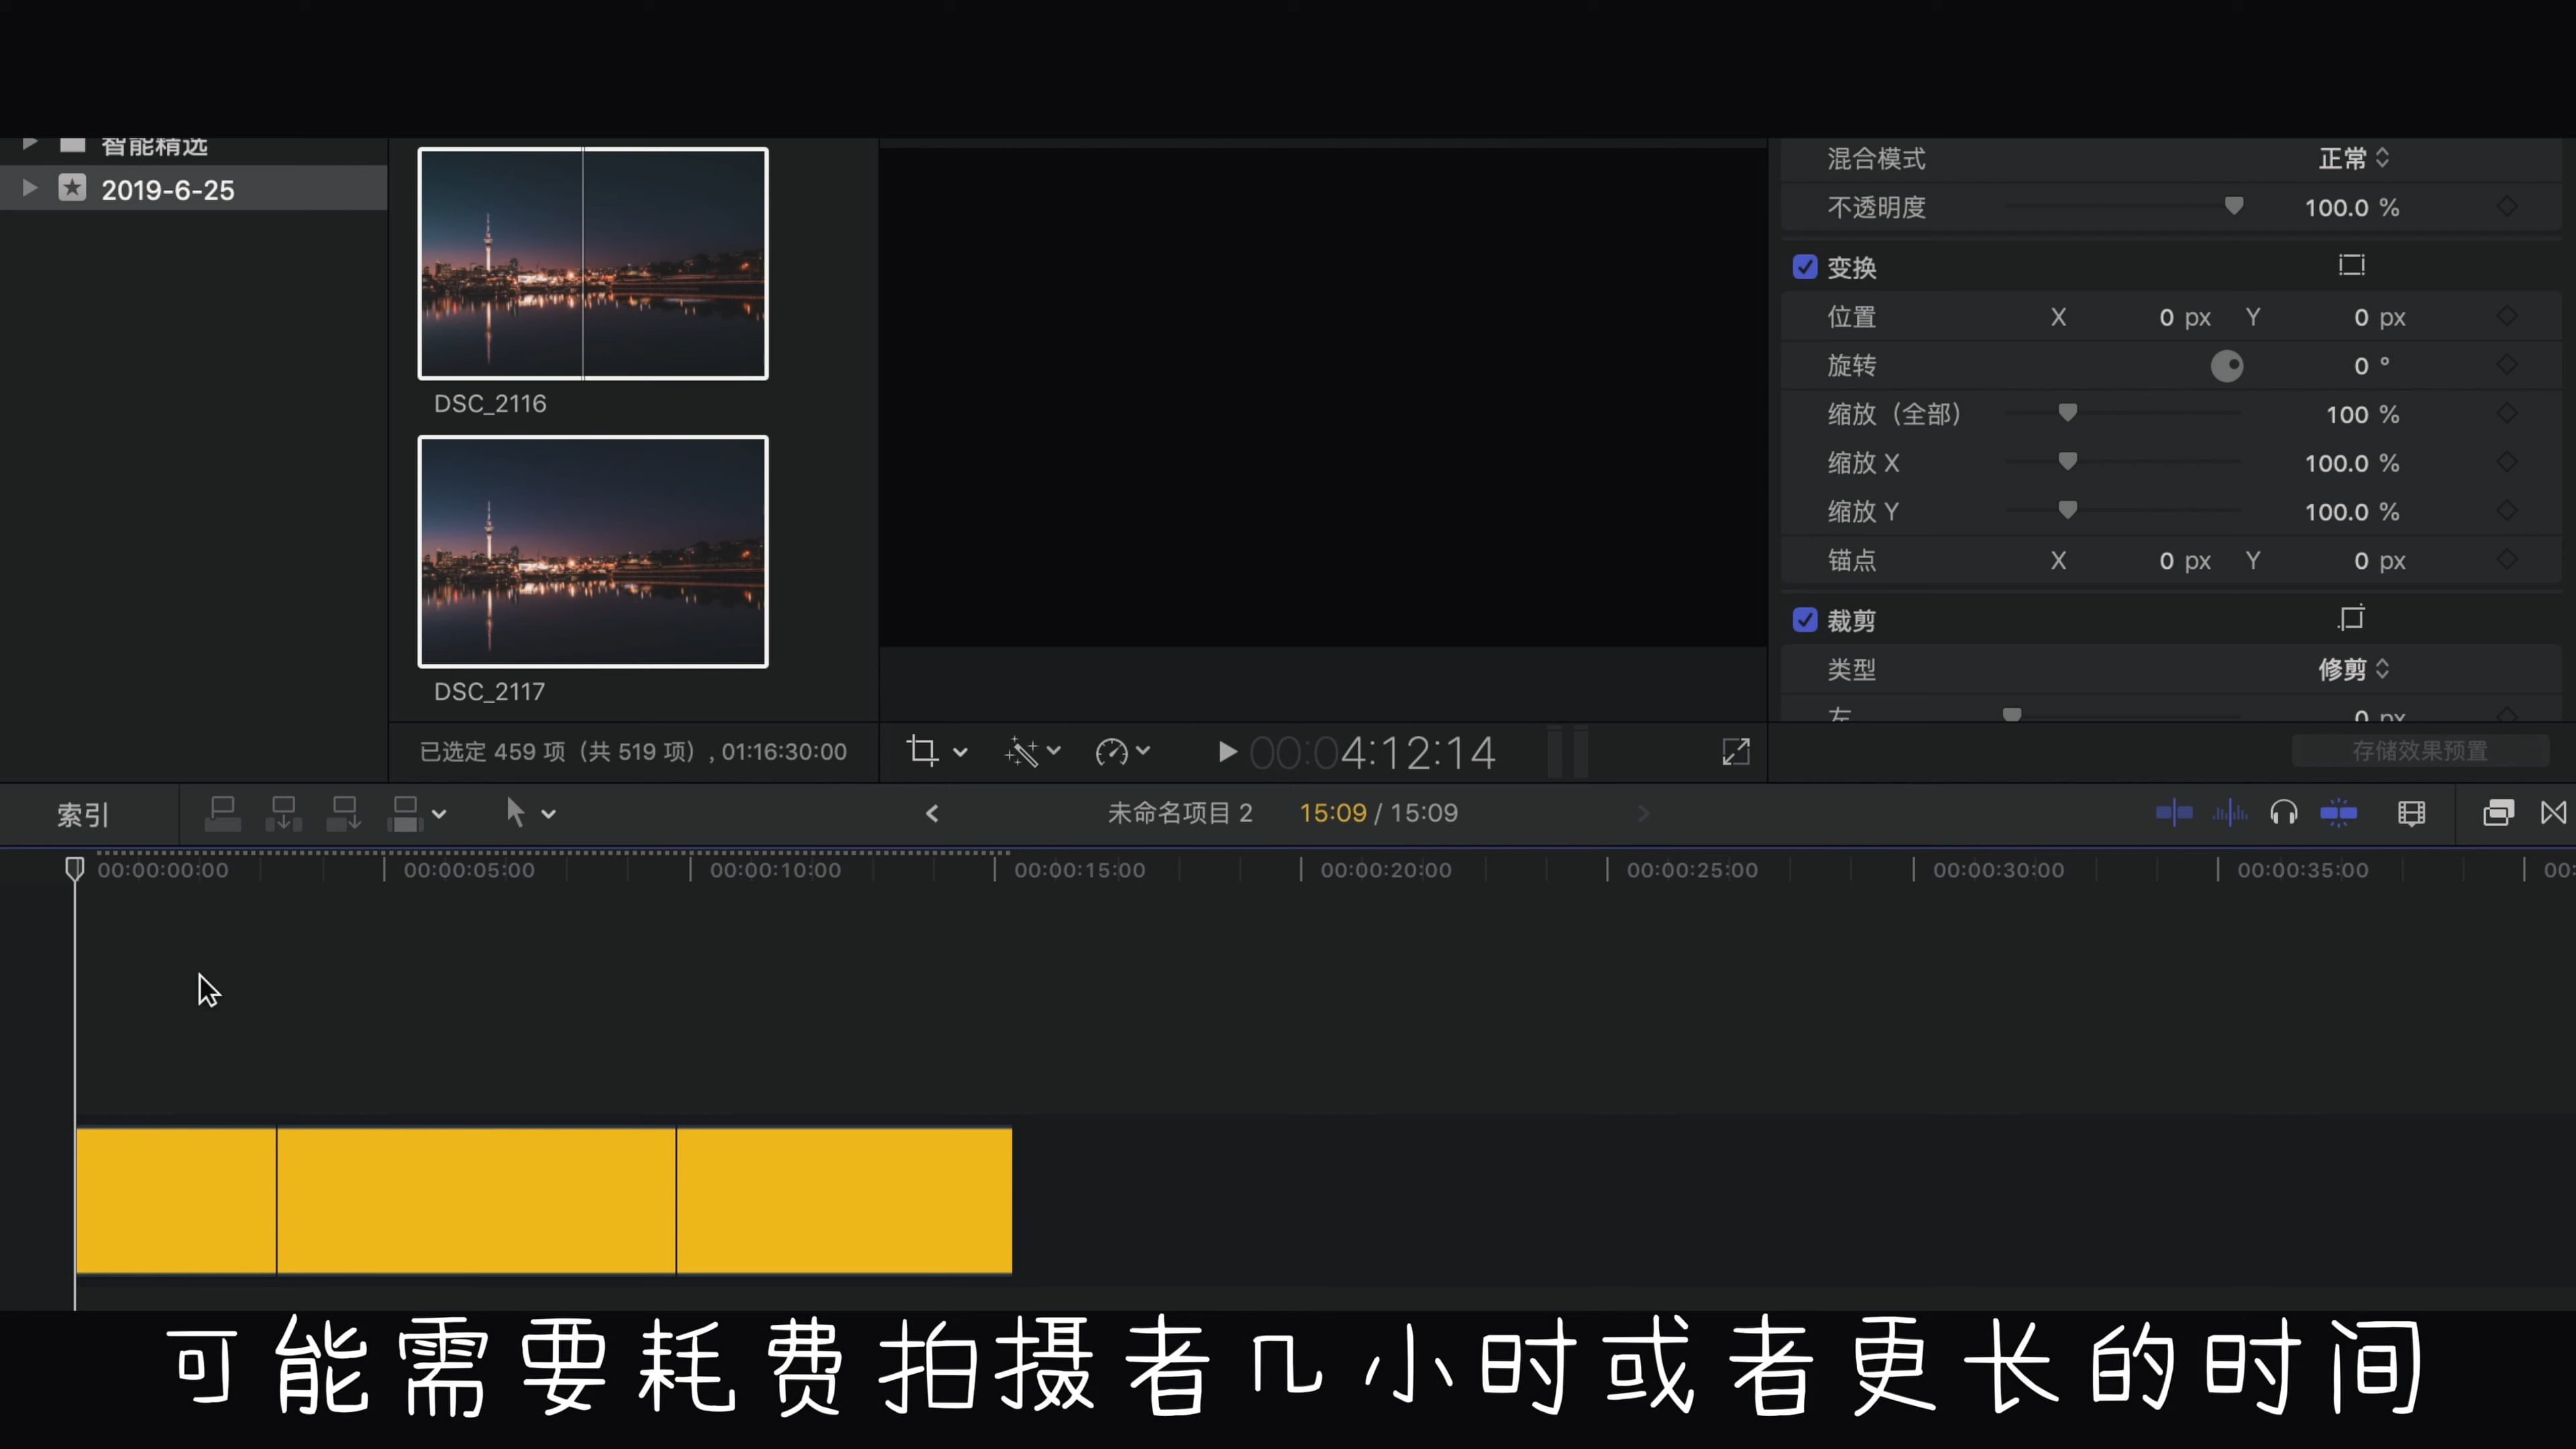 智能精选
2019-6-25
DSC_2116
DSC_2117
已选定 459 项（共 519 项）, 01:16:30:00
混合模式 正常
不透明度 100.0 %
变换
位置 X 0 px Y 0 px
旋转 0 °
缩放（全部） 100 %
缩放 X 100.0 %
缩放 Y 100.0 %
锚点 X 0 px Y 0 px
裁剪
类型 修剪
左 0 px
00:04:12:14
存储效果预置
索引
未命名项目 2 15:09 / 15:09
00:00:00:00 00:00:05:00 00:00:10:00 00:00:15:00 00:00:20:00 00:00:25:00 00:00:30:00 00:00:35:00 00:
可能需要耗费拍摄者几小时或者更长的时间